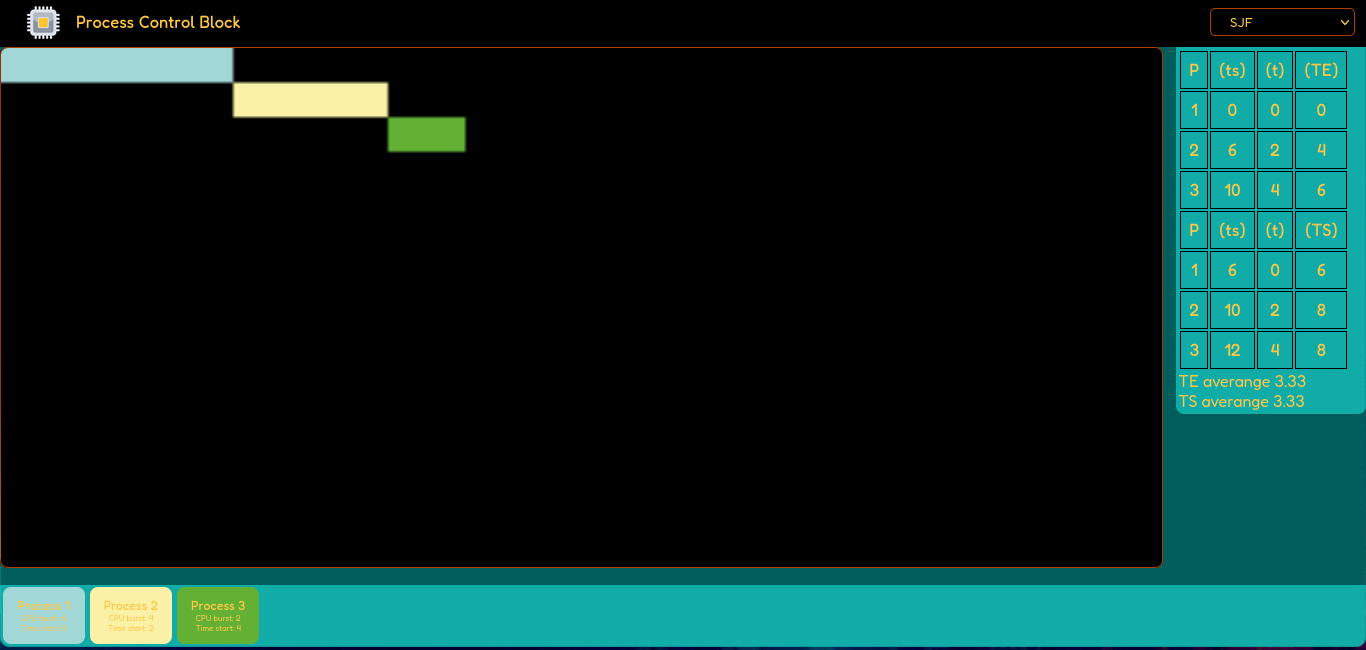 Process Control Block
SJF
P (ts) (t) (TE)
1 0 0 0
2 6 2 4
3 10 4 6
P (ts) (t) (TS)
1 6 0 6
2 10 2 8
3 12 4 8
TE averange 3.33
TS averange 3.33
Process 1
Process 2
CPU burst: 4
Time start: 2
Process 3
CPU burst: 2
Time start: 4